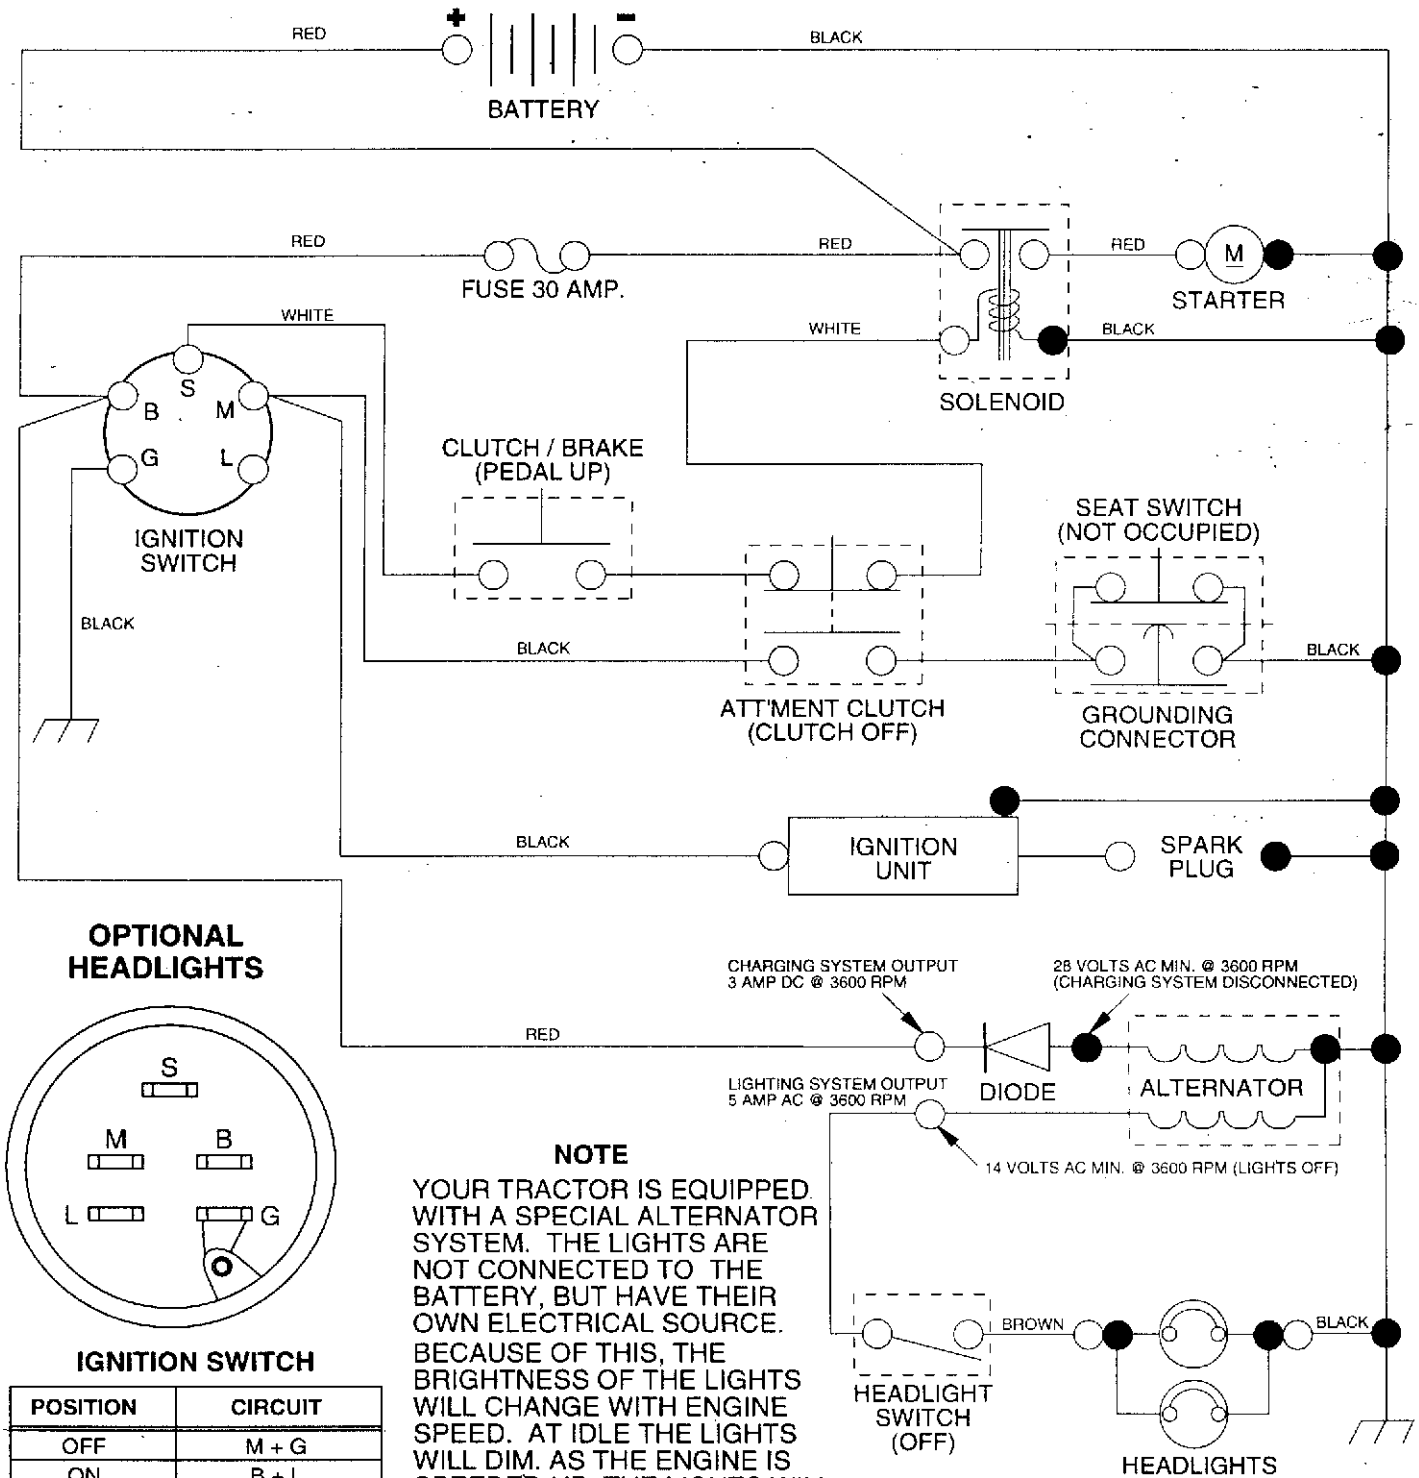 +
-
RED
BLACK
BATTERY
RED
RED
RED
M
FUSE 30 AMP.
STARTER
WHITE
WHITE
BLACK
S
B
M
G
L
SOLENOID
CLUTCH / BRAKE
(PEDAL UP)
SEAT SWITCH
(NOT OCCUPIED)
IGNITION
SWITCH
BLACK
BLACK
BLACK
ATT'MENT CLUTCH
(CLUTCH OFF)
GROUNDING
CONNECTOR
BLACK
IGNITION
UNIT
SPARK
PLUG
OPTIONAL
HEADLIGHTS
CHARGING SYSTEM OUTPUT
3 AMP DC @ 3600 RPM
28 VOLTS AC MIN. @ 3600 RPM
(CHARGING SYSTEM DISCONNECTED)
RED
DIODE
ALTERNATOR
LIGHTING SYSTEM OUTPUT
5 AMP AC @ 3600 RPM
14 VOLTS AC MIN. @ 3600 RPM (LIGHTS OFF)
S
M
B
L
G
IGNITION SWITCH
POSITION CIRCUIT
OFF M + G
ON B + L
NOTE
YOUR TRACTOR IS EQUIPPED
WITH A SPECIAL ALTERNATOR
SYSTEM. THE LIGHTS ARE
NOT CONNECTED TO THE
BATTERY, BUT HAVE THEIR
OWN ELECTRICAL SOURCE.
BECAUSE OF THIS, THE
BRIGHTNESS OF THE LIGHTS
WILL CHANGE WITH ENGINE
SPEED. AT IDLE THE LIGHTS
WILL DIM. AS THE ENGINE IS
BROWN
BLACK
HEADLIGHT
SWITCH
(OFF)
HEADLIGHTS